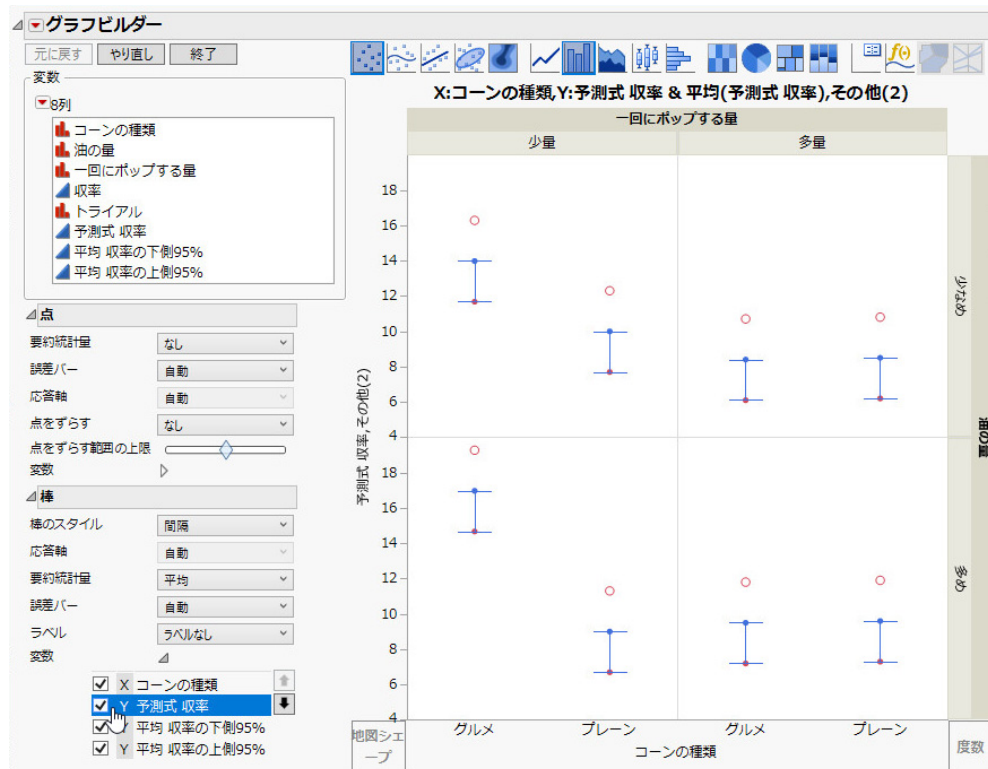 グラフビルダー
元に戻す やり直し 終了
変数
8列
コーンの種類
油の量
一回にポップする量
収率
トライアル
予測式 収率
平均 収率の下側95%
平均 収率の上側95%
点
要約統計量 なし
誤差バー 自動
応答軸 自動
点をずらす なし
点をずらす範囲の上限
変数
棒
棒のスタイル 間隔
応答軸 自動
要約統計量 平均
誤差バー 自動
ラベル ラベルなし
変数
X コーンの種類
Y 予測式 収率
Y 平均 収率の下側95%
Y 平均 収率の上側95%
X:コーンの種類,Y:予測式 収率 & 平均(予測式 収率),その他(2)
一回にポップする量
少量 多量
予測式 収率,その他(2)
18
16
14
12
10
8
6
4
18
16
14
12
10
8
6
4
少なめ
多め
油の量
グルメ プレーン グルメ プレーン
コーンの種類
地図シェ
ープ
度数